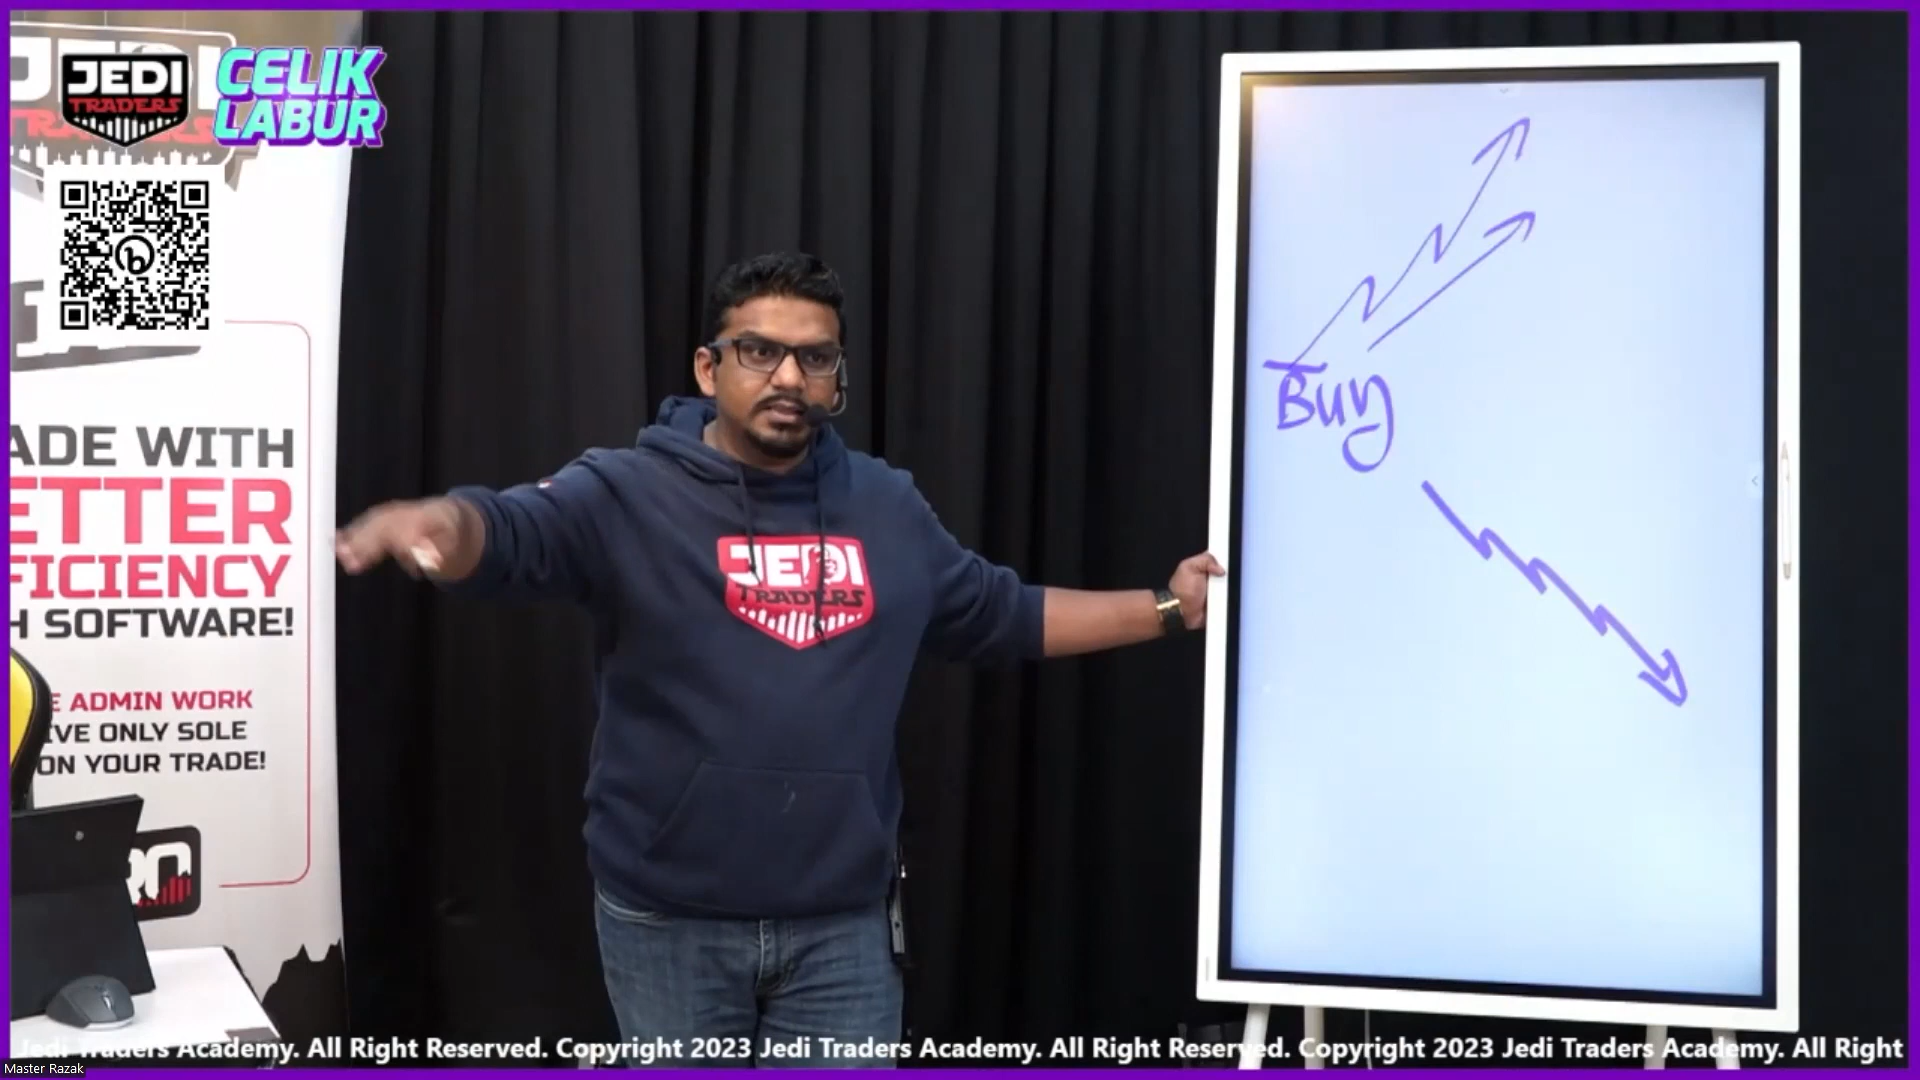 JEDI
TRADERS
CELIK
LABUR
ADE WITH
ETTER
FICIENCY
H SOFTWARE!
E ADMIN WORK
IVE ONLY SOLE
ON YOUR TRADE!
JEDI
TRADERS
Buy
Jedi Traders Academy. All Right Reserved. Copyright 2023 Jedi Traders Academy. All Right Reserved. Copyright 2023 Jedi Traders Academy. All Right
Master Razak